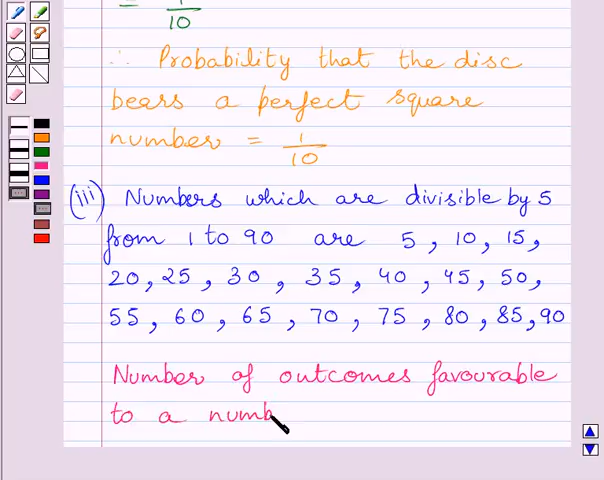 = 1/10
∴ Probability that the disc
bears a perfect square
number = 1/10
(iii) Numbers which are divisible by 5
from 1 to 90 are 5, 10, 15,
20, 25, 30, 35, 40, 45, 50,
55, 60, 65, 70, 75, 80, 85, 90
Number of outcomes favourable
to a numb